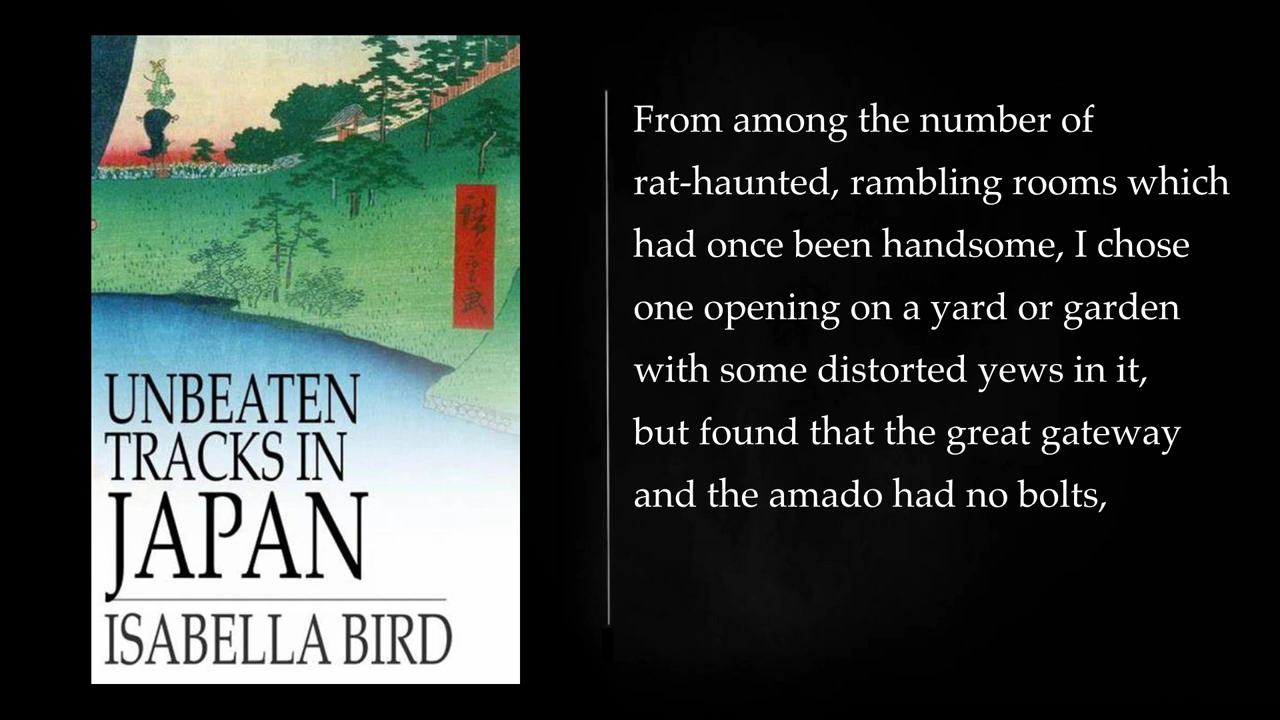 UNBEATEN
TRACKS IN
JAPAN
ISABELLA BIRD
From among the number of
rat-haunted, rambling rooms which
had once been handsome, I chose
one opening on a yard or garden
with some distorted yews in it,
but found that the great gateway
and the amado had no bolts,